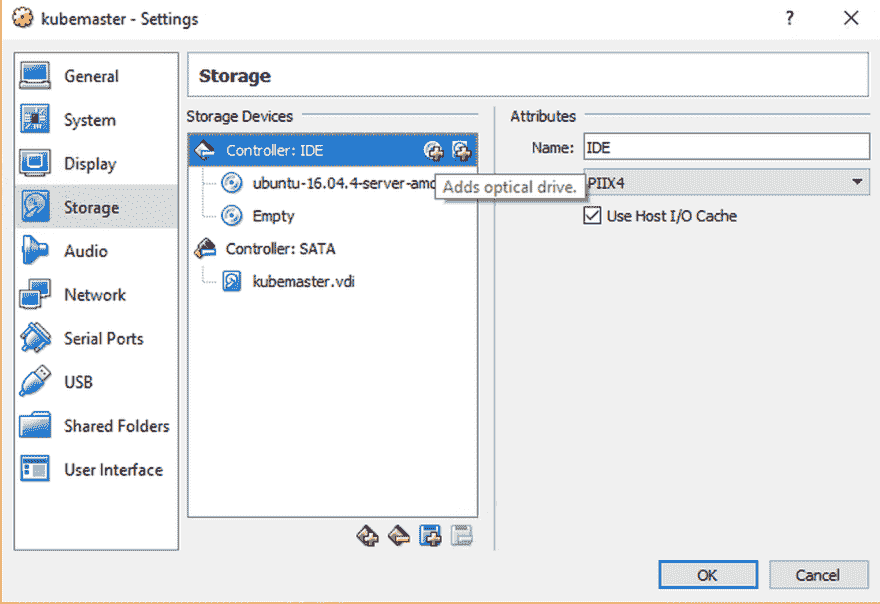 kubemaster - Settings
?
General
System
Display
Storage
Audio
Network
Serial Ports
USB
Shared Folders
User Interface
Storage
Storage Devices
Controller: IDE
ubuntu-16.04.4-server-amd
Empty
Controller: SATA
kubemaster.vdi
Adds optical drive.
Attributes
Name: IDE
PIIX4
Use Host I/O Cache
OK
Cancel